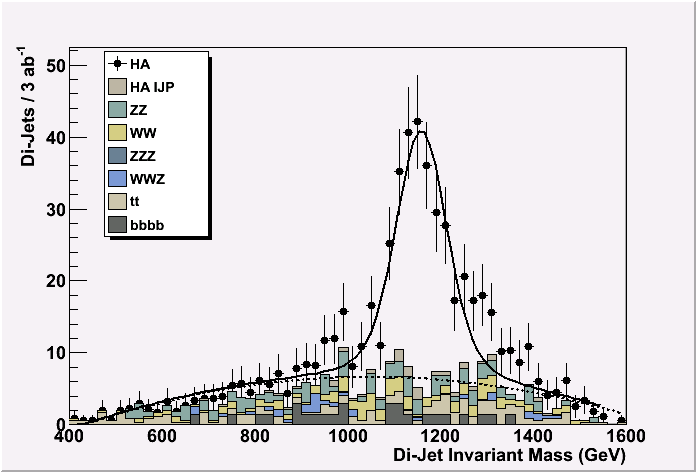 Di-Jets / 3 ab⁻¹
50
40
30
20
10
0
HA
HA IJP
ZZ
WW
ZZZ
WWZ
tt
bbbb
400 600 800 1000 1200 1400 1600
Di-Jet Invariant Mass (GeV)